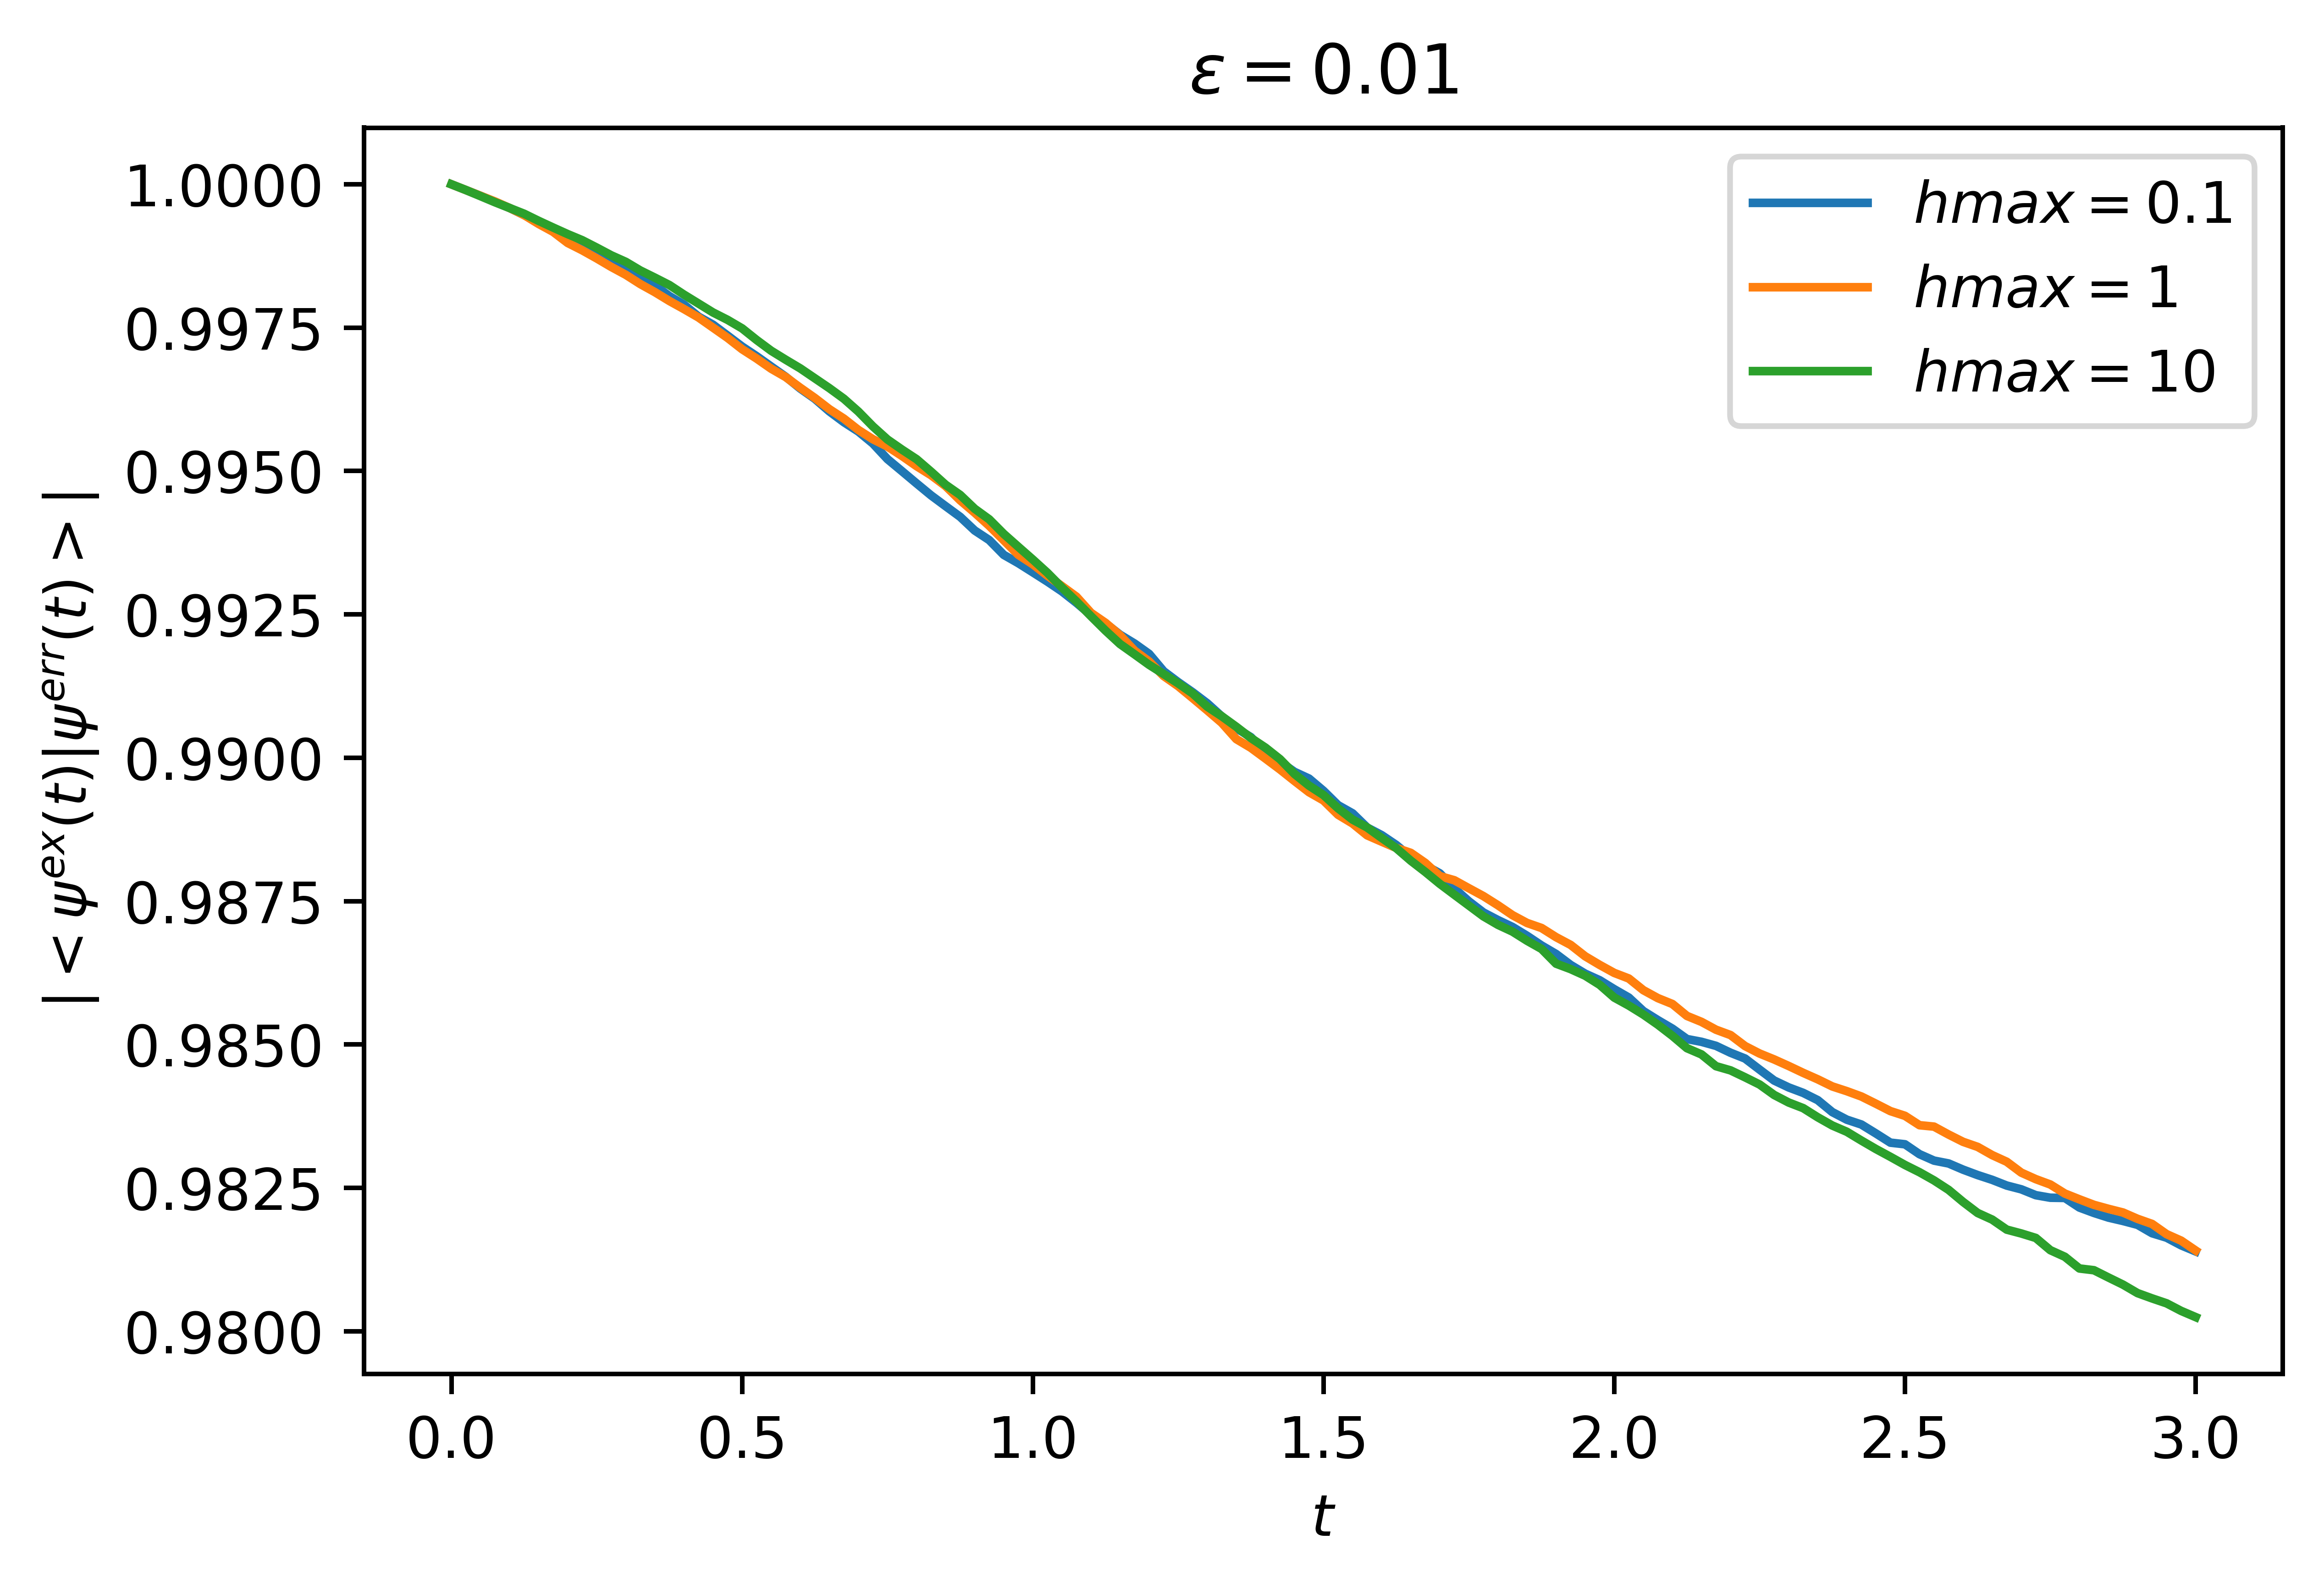 ε = 0.01
1.0000
0.9975
0.9950
0.9925
0.9900
0.9875
0.9850
0.9825
0.9800
| < ψ^ex(t)|ψ^err(t) > |
hmax = 0.1
hmax = 1
hmax = 10
0.0 0.5 1.0 1.5 2.0 2.5 3.0
t